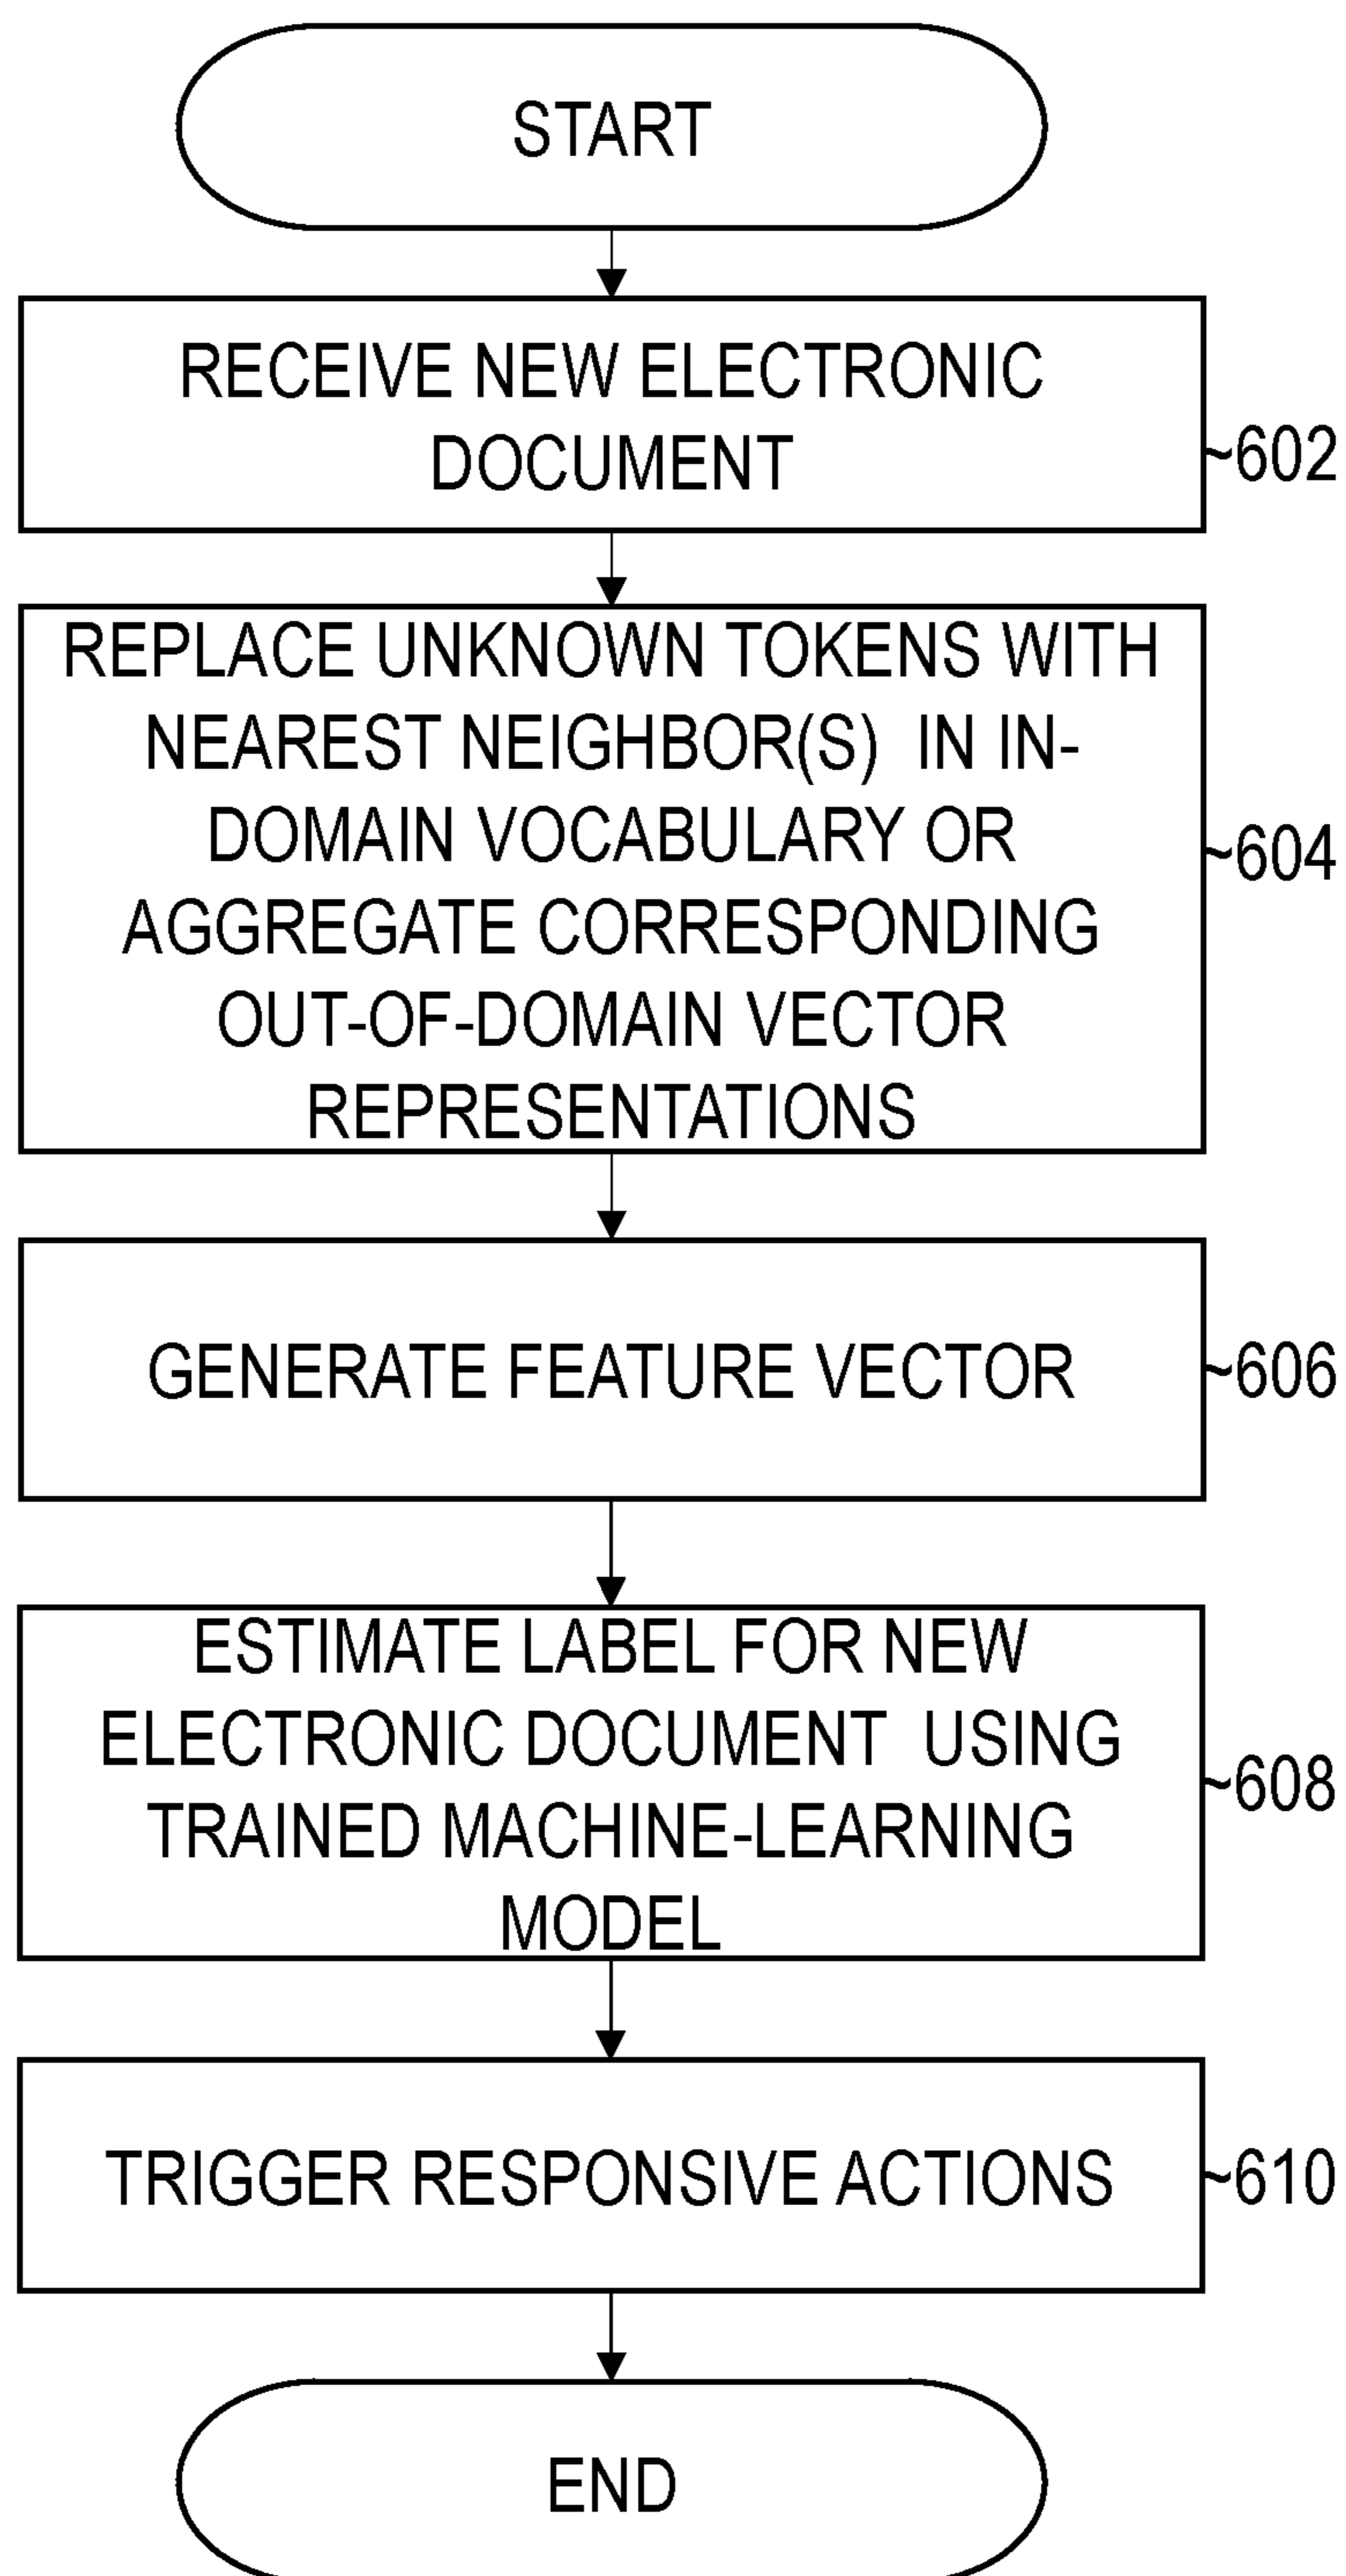 START
RECEIVE NEW ELECTRONIC
DOCUMENT
~602
REPLACE UNKNOWN TOKENS WITH
NEAREST NEIGHBOR(S) IN IN-
DOMAIN VOCABULARY OR
AGGREGATE CORRESPONDING
OUT-OF-DOMAIN VECTOR
REPRESENTATIONS
~604
GENERATE FEATURE VECTOR
~606
ESTIMATE LABEL FOR NEW
ELECTRONIC DOCUMENT USING
TRAINED MACHINE-LEARNING
MODEL
~608
TRIGGER RESPONSIVE ACTIONS
~610
END